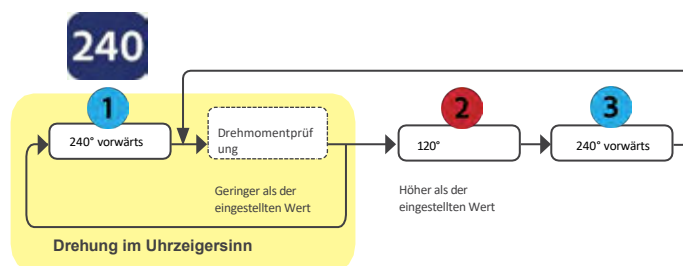 240
1
2
3
240° vorwärts
Drehmomentprüf
ung
120°
240° vorwärts
Geringer als der
eingestellten Wert
Höher als der
eingestellten Wert
Drehung im Uhrzeigersinn